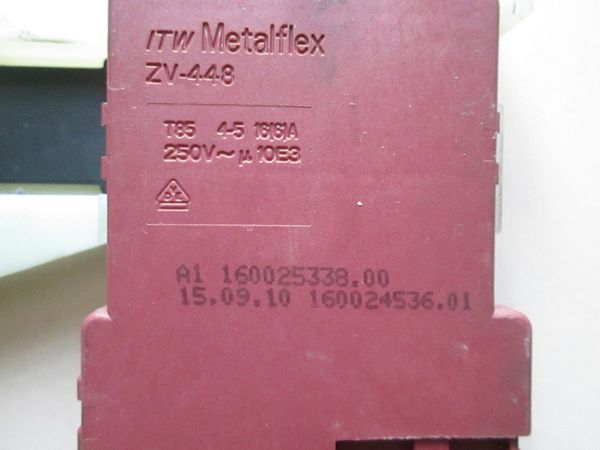 ITW Metalflex
ZV-448
T85 4-5 16(6)A
250V~ µ 10E3
A1 160025338.00
15.09.10 160024536.01